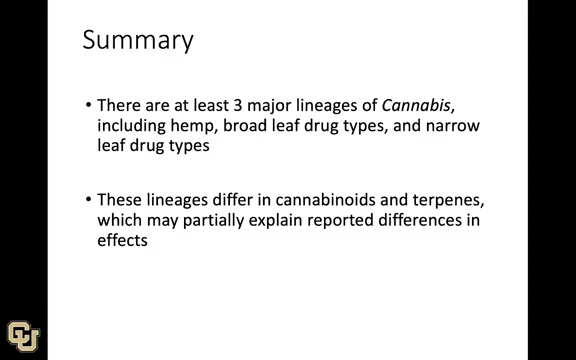 Summary
• There are at least 3 major lineages of Cannabis,
including hemp, broad leaf drug types, and narrow
leaf drug types
• These lineages differ in cannabinoids and terpenes,
which may partially explain reported differences in
effects
CU